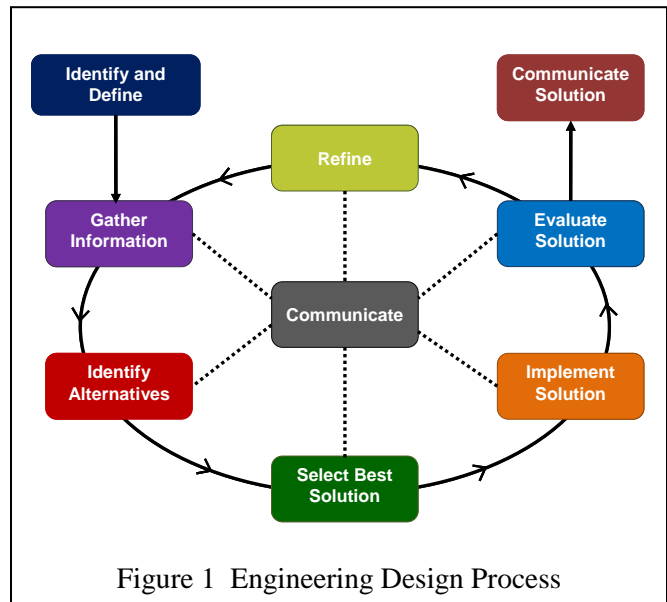 Identify and
Define
Communicate
Solution
Refine
Gather
Information
Evaluate
Solution
Communicate
Identify
Alternatives
Implement
Solution
Select Best
Solution
Figure 1 Engineering Design Process